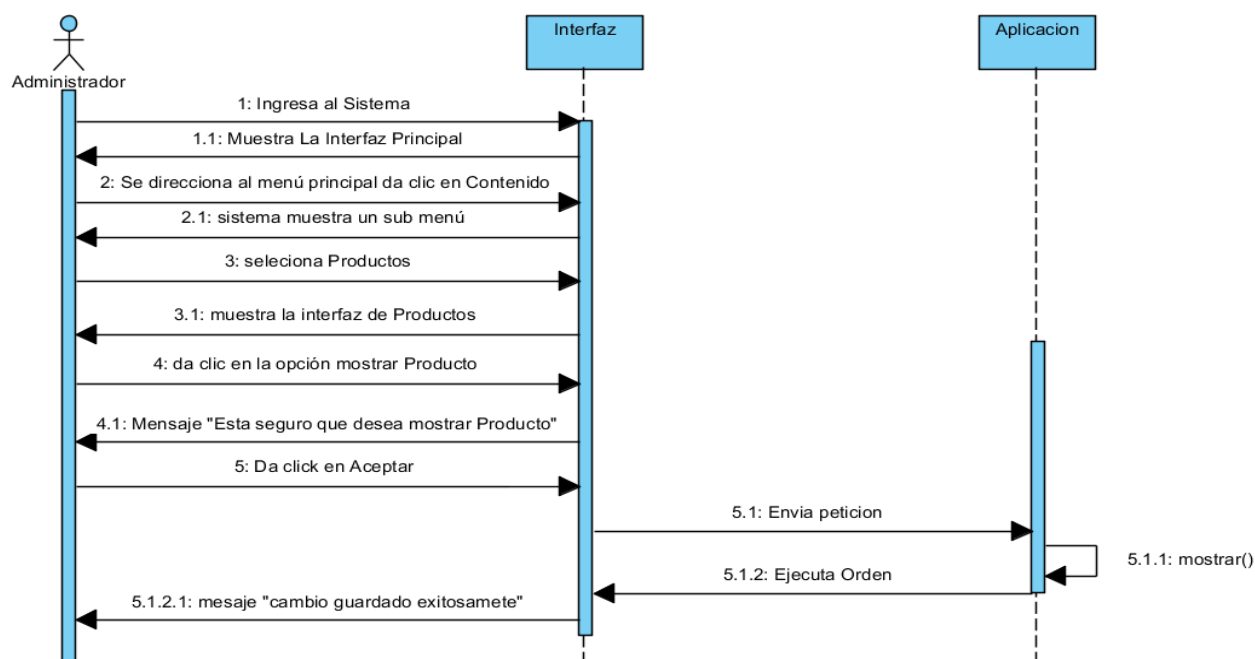 Interfaz
Aplicacion
Administrador
1: Ingresa al Sistema
1.1: Muestra La Interfaz Principal
2: Se direcciona al menú principal da clic en Contenido
2.1: sistema muestra un sub menú
3: seleciona Productos
3.1: muestra la interfaz de Productos
4: da clic en la opción mostrar Producto
4.1: Mensaje "Esta seguro que desea mostrar Producto"
5: Da click en Aceptar
5.1: Envia peticion
5.1.1: mostrar()
5.1.2: Ejecuta Orden
5.1.2.1: mesaje "cambio guardado exitosamete"